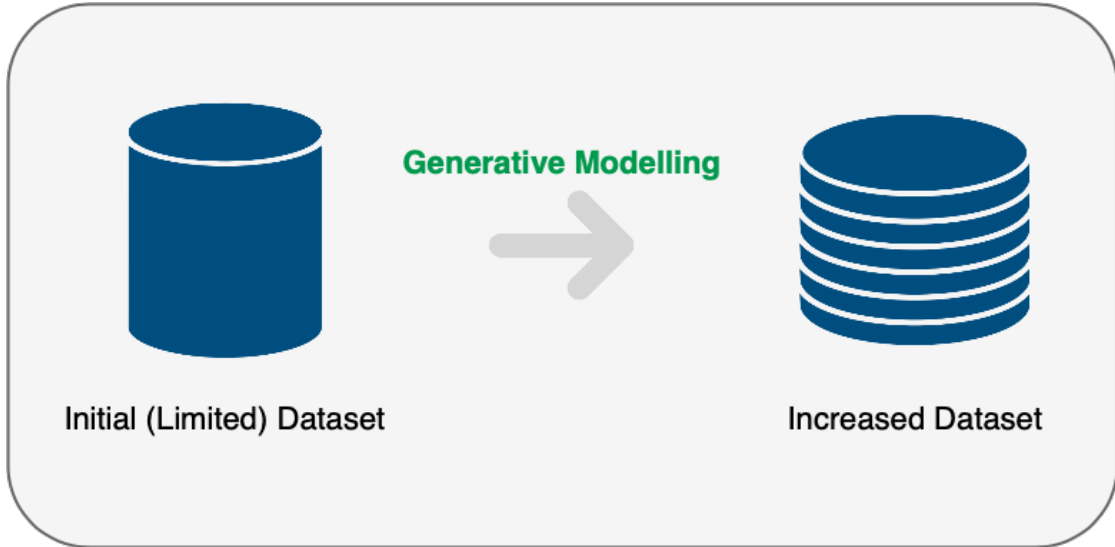 Generative Modelling
Initial (Limited) Dataset
Increased Dataset